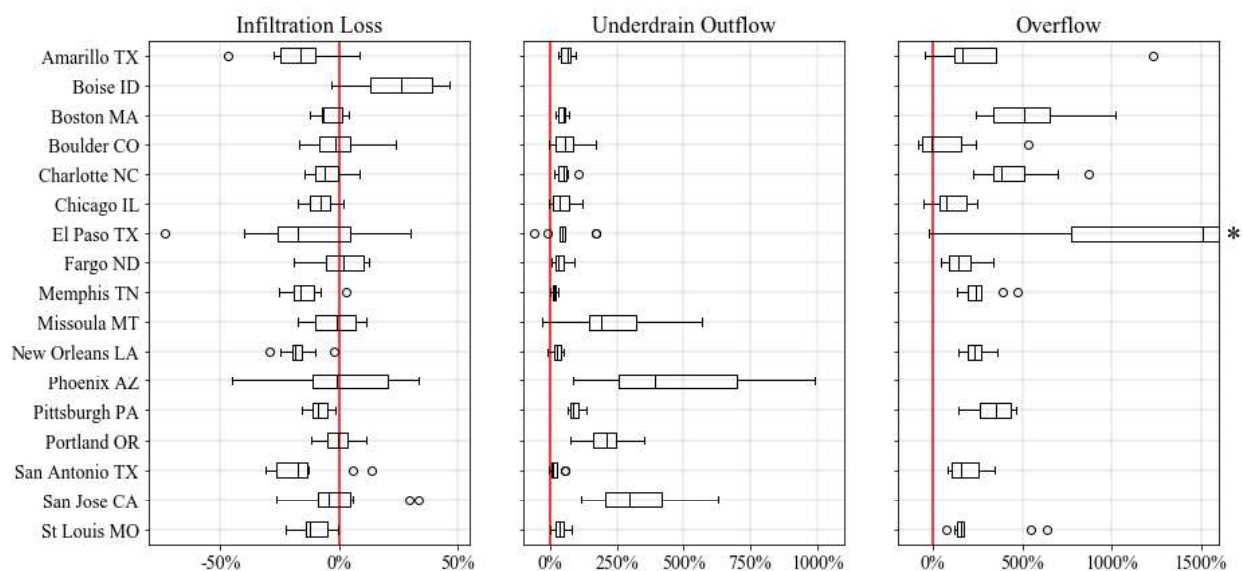 Infiltration Loss Underdrain Outflow Overflow
Amarillo TX
Boise ID
Boston MA
Boulder CO
Charlotte NC
Chicago IL
El Paso TX *
Fargo ND
Memphis TN
Missoula MT
New Orleans LA
Phoenix AZ
Pittsburgh PA
Portland OR
San Antonio TX
San Jose CA
St Louis MO
-50% 0% 50% 0% 250% 500% 750% 1000% 0% 500% 1000% 1500%